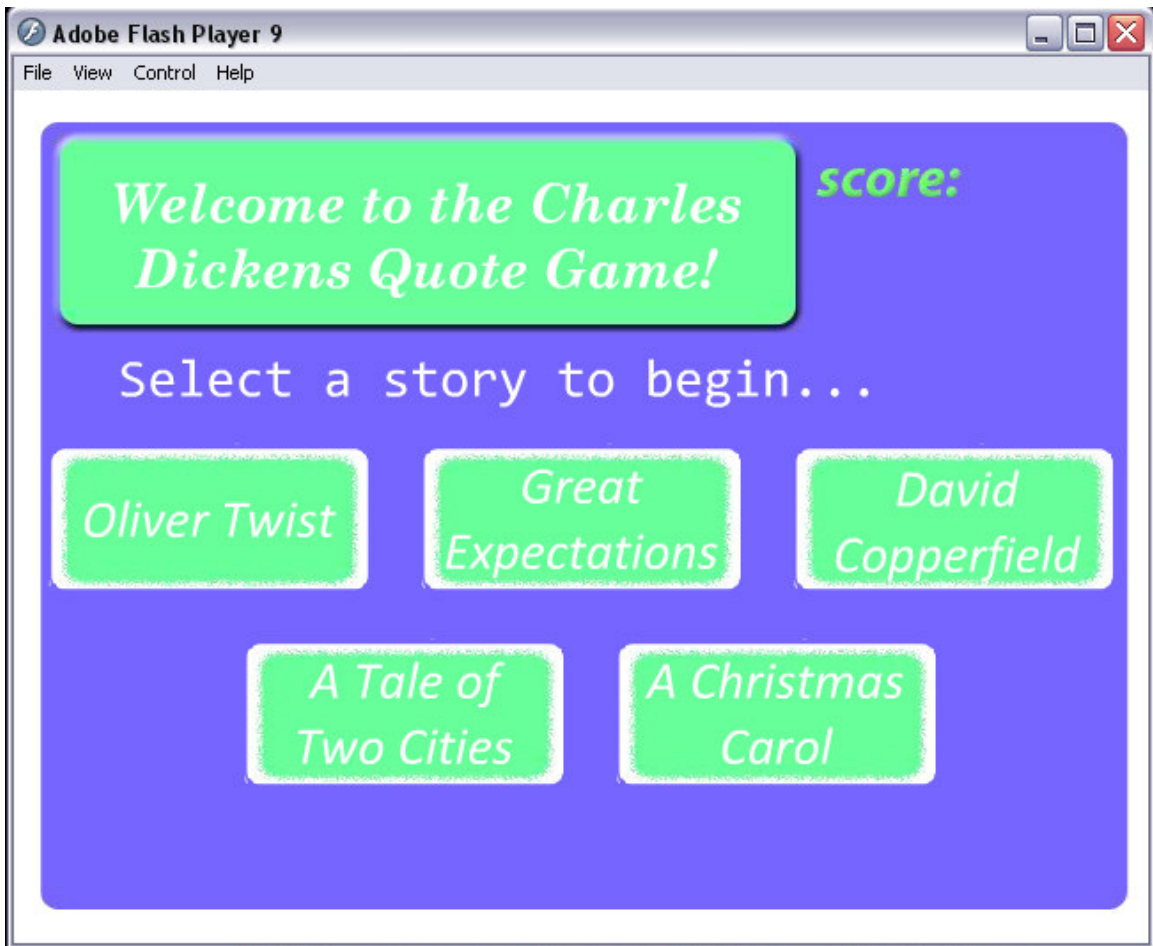 Adobe Flash Player 9
File View Control Help
Welcome to the Charles
Dickens Quote Game!
score:
Select a story to begin...
Oliver Twist
Great
Expectations
David
Copperfield
A Tale of
Two Cities
A Christmas
Carol